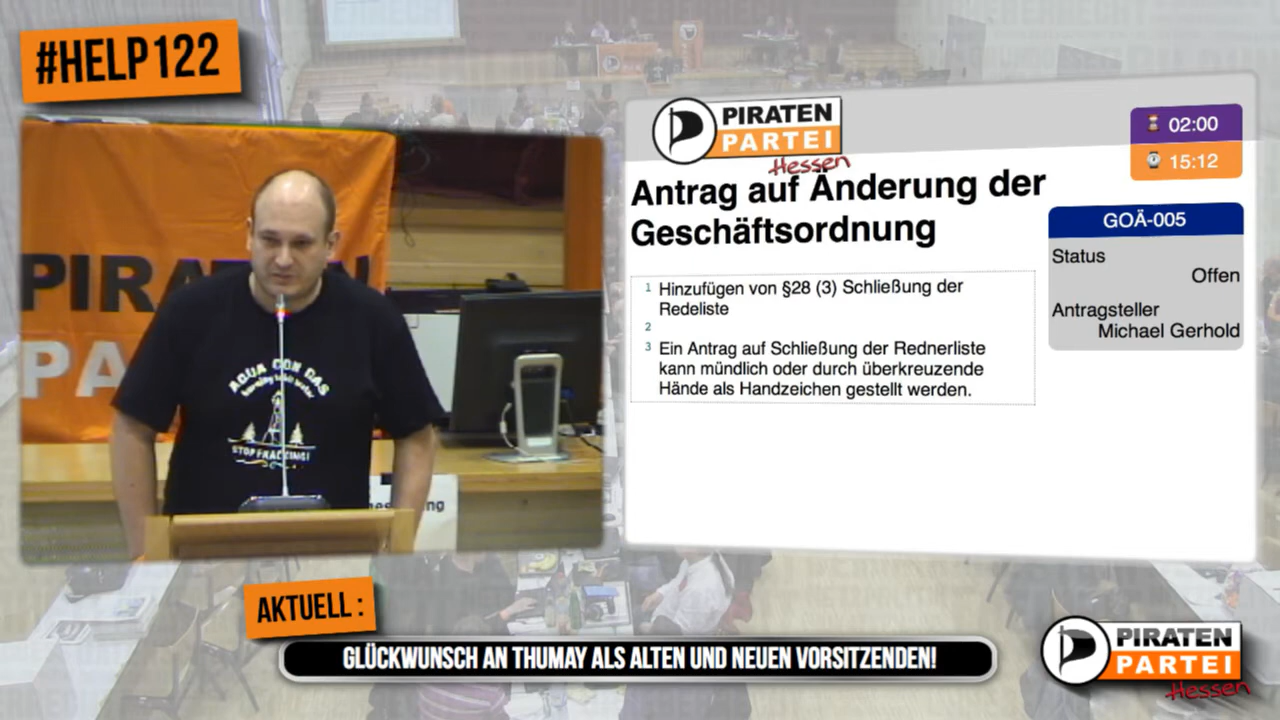 #HELP122
PIRATEN
PA
AQUA CON GAS
STOP FRACKING!
ng
PIRATEN
PARTEI
Hessen
02:00
15:12
Antrag auf Änderung der
Geschäftsordnung
GOÄ-005
Status
Offen
Antragsteller
Michael Gerhold
1 Hinzufügen von §28 (3) Schließung der
Redeliste
2
3 Ein Antrag auf Schließung der Rednerliste
kann mündlich oder durch überkreuzende
Hände als Handzeichen gestellt werden.
AKTUELL :
GLÜCKWUNSCH AN THUMAY ALS ALTEN UND NEUEN VORSITZENDEN!
PIRATEN
PARTEI
Hessen